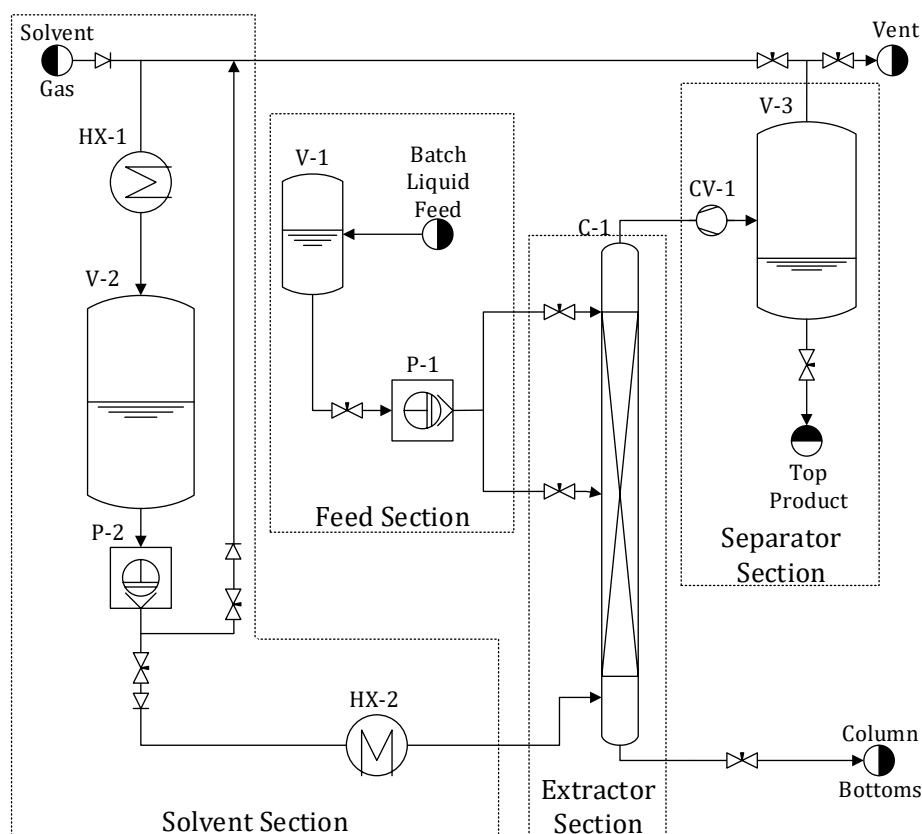 Solvent
Gas
Vent
HX-1
V-3
V-1
Batch
Liquid
Feed
CV-1
C-1
V-2
P-1
Top
Product
Feed Section
Separator
Section
P-2
HX-2
Column
Bottoms
Solvent Section
Extractor
Section